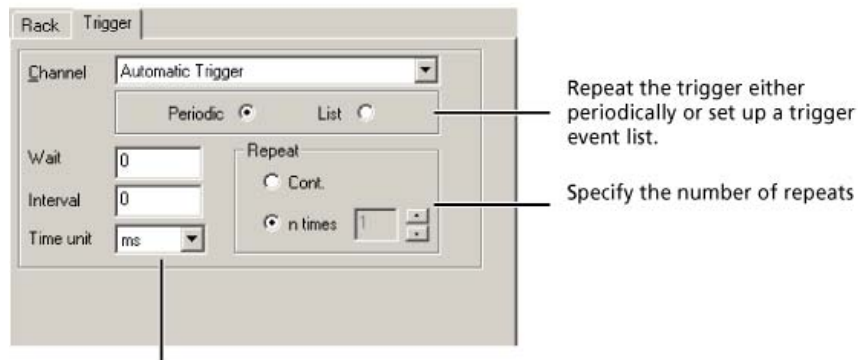 Rack Trigger
Channel Automatic Trigger
Periodic List
Repeat the trigger either
periodically or set up a trigger
event list.
Wait 0
Repeat
Cont.
Interval 0
Specify the number of repeats
n times 1
Time unit ms